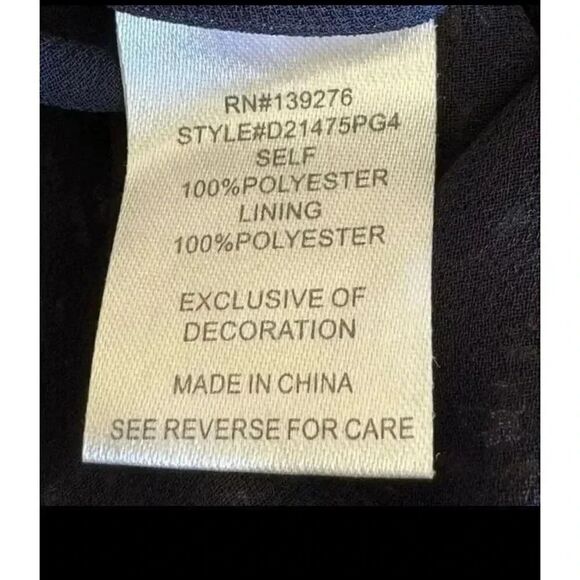 RN#139276
STYLE#D21475PG4
SELF
100%POLYESTER
LINING
100%POLYESTER
EXCLUSIVE OF
DECORATION
MADE IN CHINA
SEE REVERSE FOR CARE